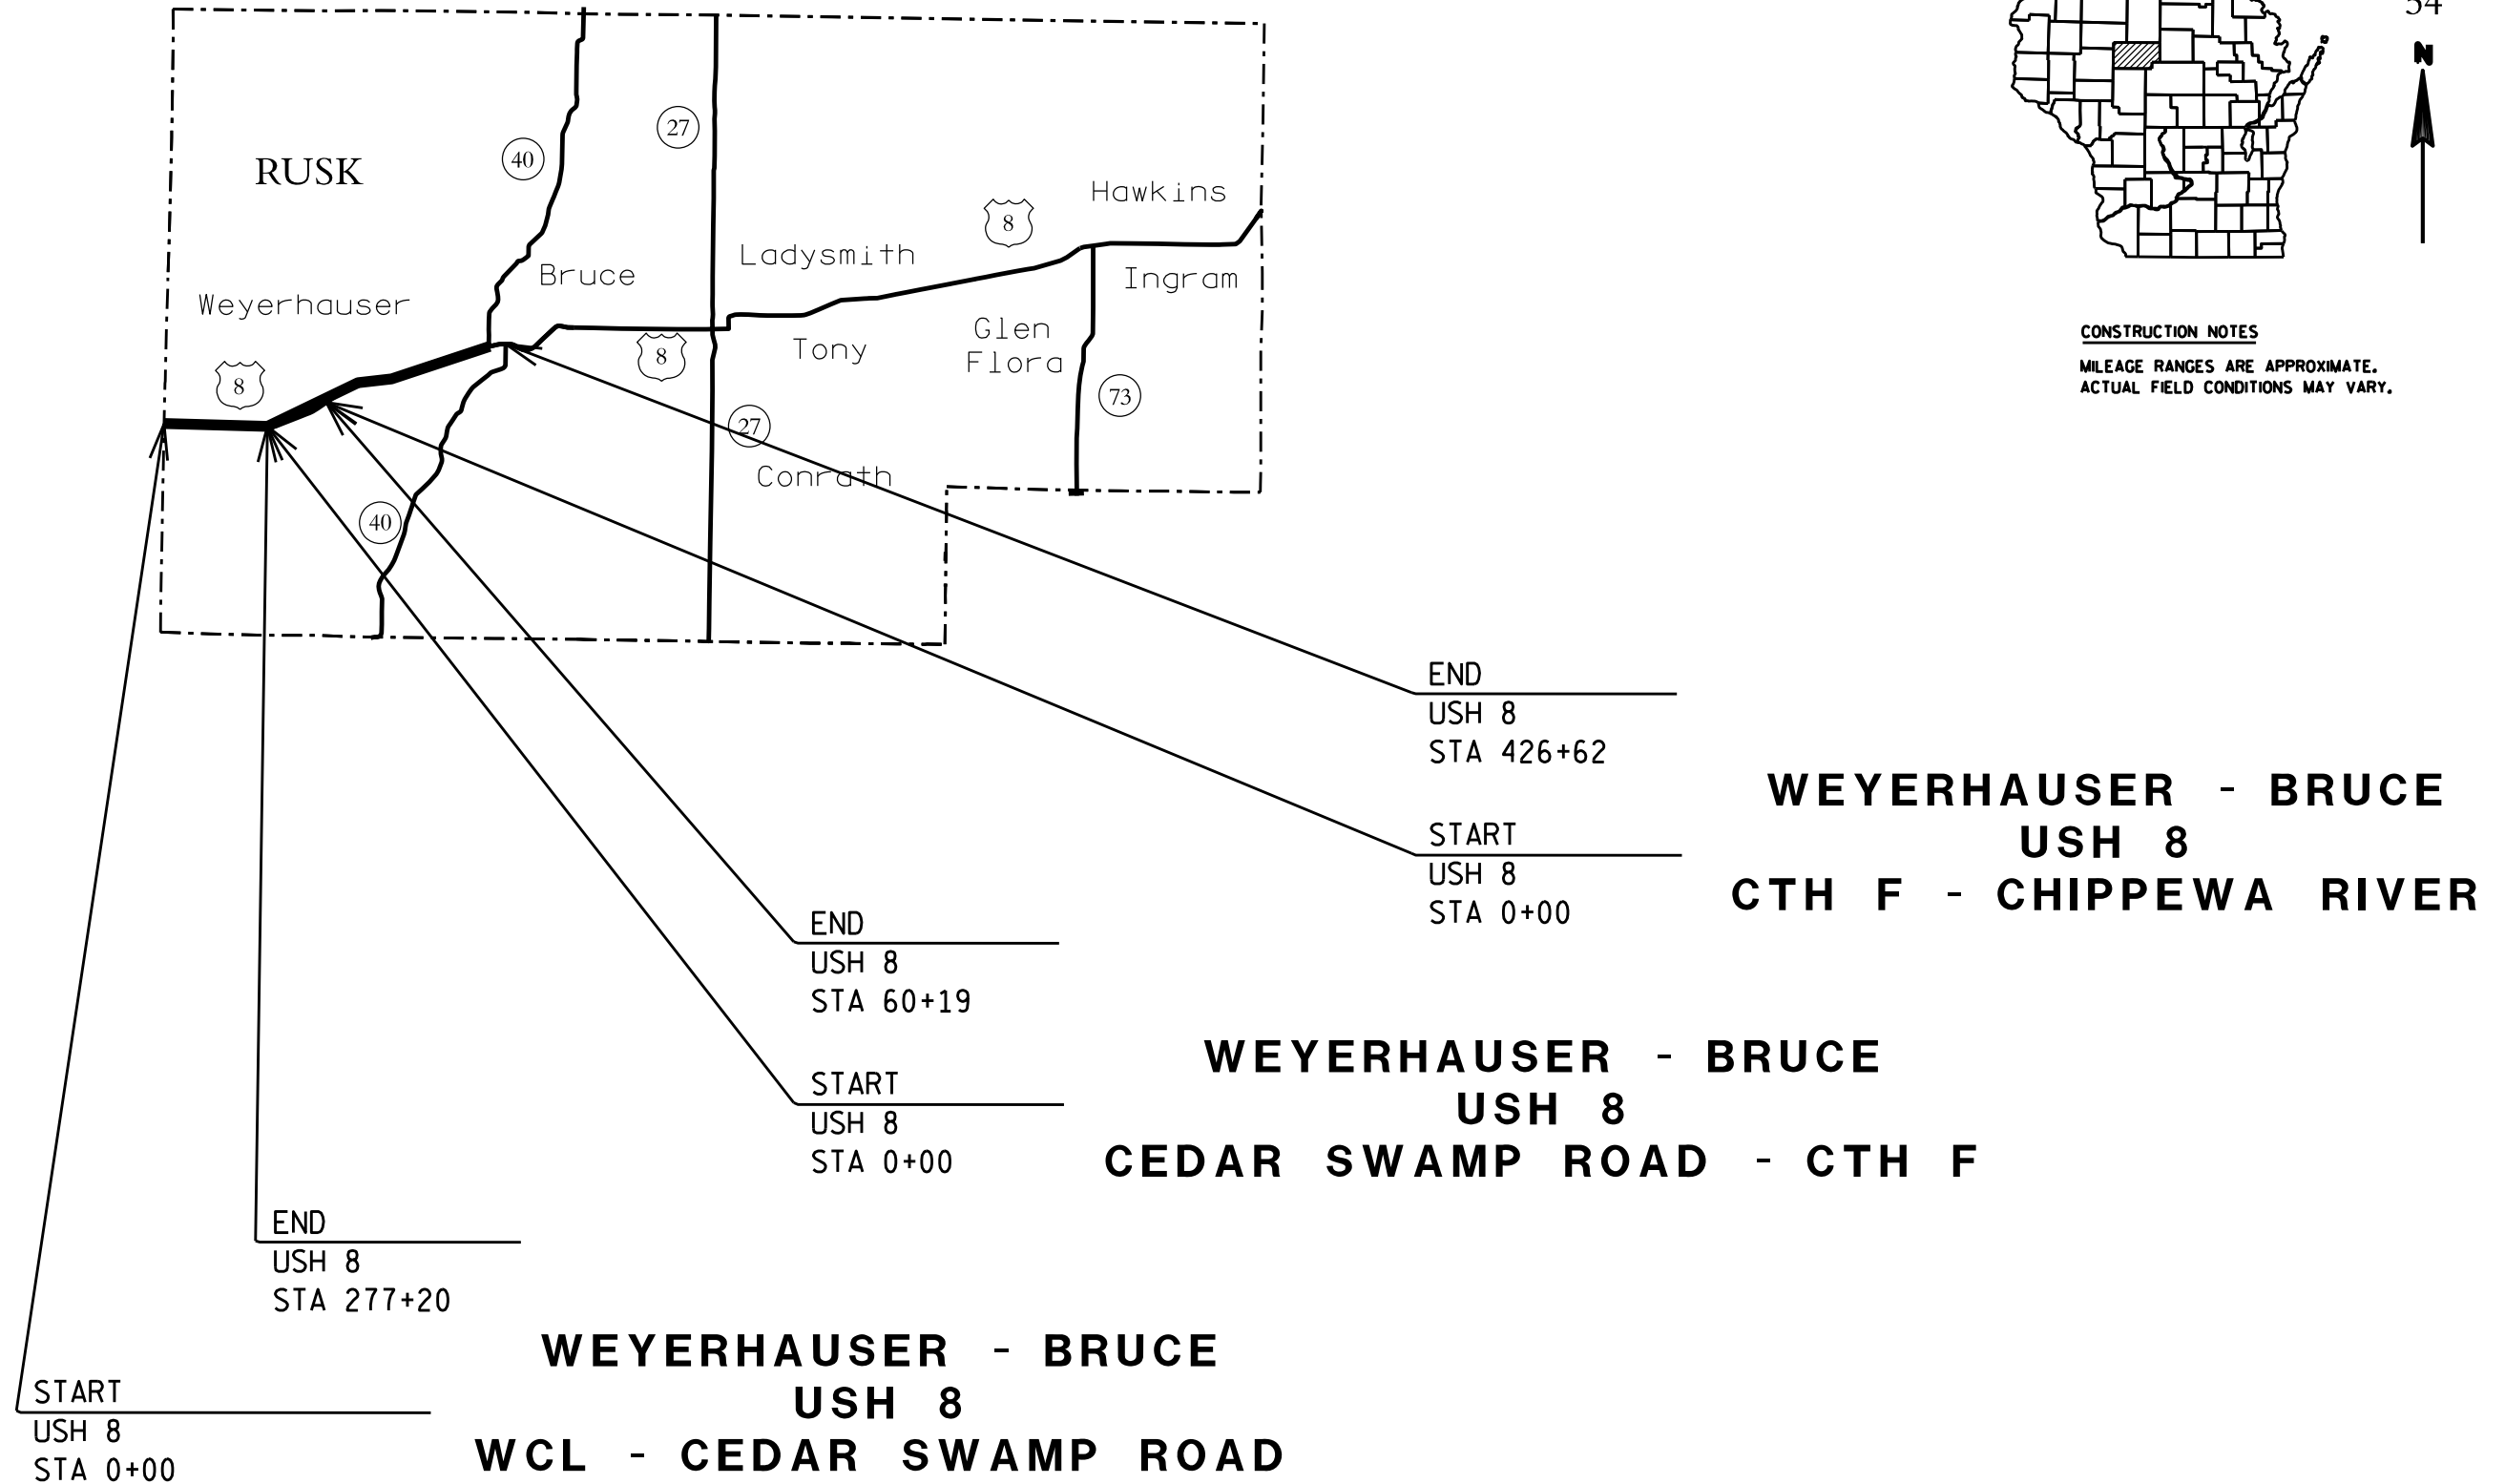 54
N
RUSK
40
27
8
Hawkins
Ladysmith
Bruce
Ingram
Weyerhauser
Glen
Flora
Tony
8
8
73
27
Conrath
40
CONSTRUCTION NOTES
MILEAGE RANGES ARE APPROXIMATE.
ACTUAL FIELD CONDITIONS MAY VARY.
END
USH 8
STA 426+62
START
USH 8
STA 0+00
WEYERHAUSER - BRUCE
USH 8
CTH F - CHIPPEWA RIVER
END
USH 8
STA 60+19
START
USH 8
STA 0+00
WEYERHAUSER - BRUCE
USH 8
CEDAR SWAMP ROAD - CTH F
END
USH 8
STA 277+20
START
USH 8
STA 0+00
WEYERHAUSER - BRUCE
USH 8
WCL - CEDAR SWAMP ROAD